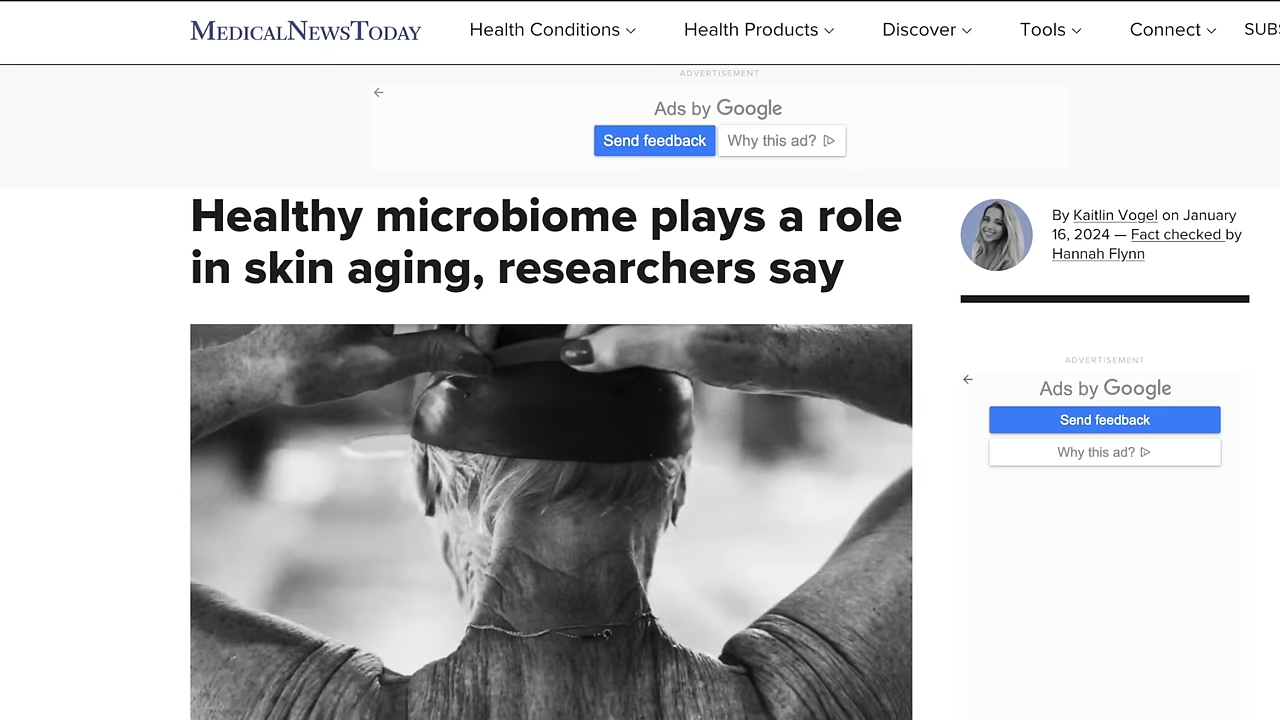 MEDICALNEWSTODAY
Health Conditions
Health Products
Discover
Tools
Connect
ADVERTISEMENT
Ads by Google
Send feedback
Why this ad?
Healthy microbiome plays a role
in skin aging, researchers say
By Kaitlin Vogel on January
16, 2024 — Fact checked by
Hannah Flynn
ADVERTISEMENT
Ads by Google
Send feedback
Why this ad?